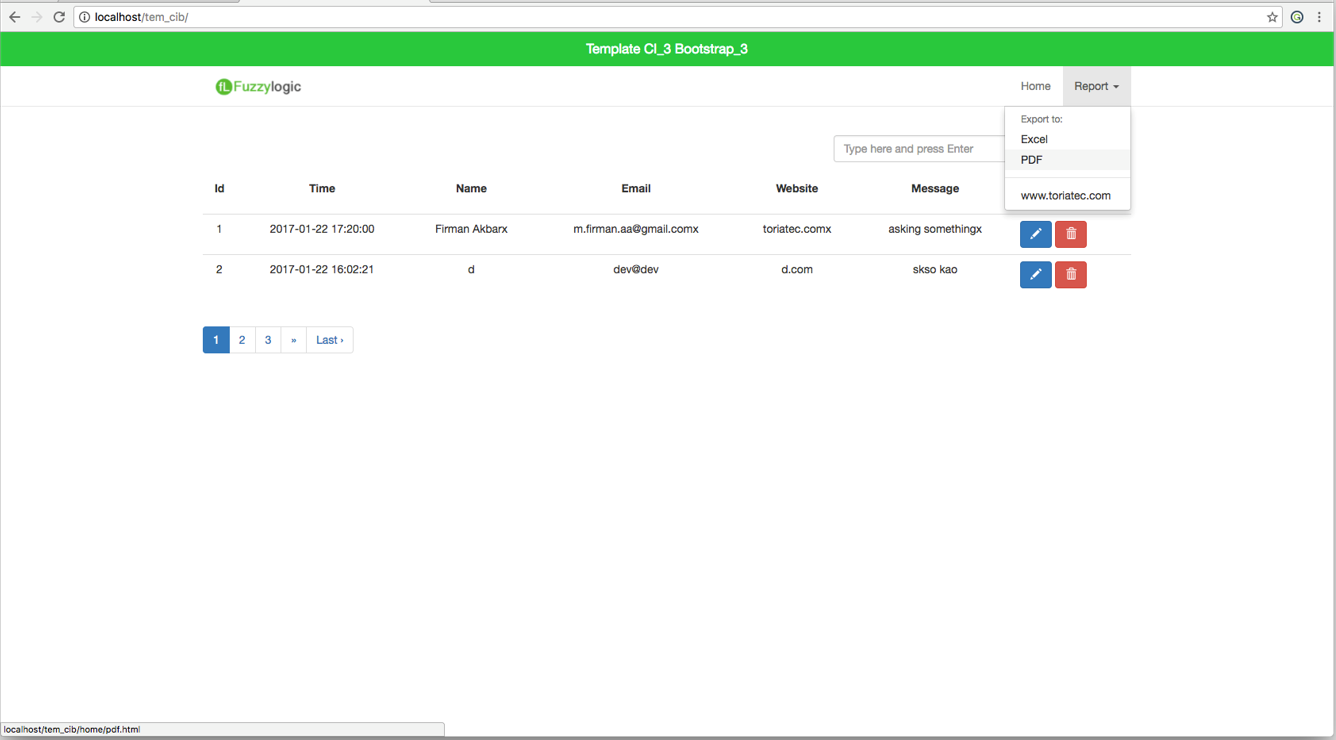 localhost/tem_cib/
Template CI_3 Bootstrap_3
fL Fuzzylogic
Home
Report
Export to:
Excel
PDF
www.toriatec.com
Type here and press Enter
Id Time Name Email Website Message
1 2017-01-22 17:20:00 Firman Akbarx m.firman.aa@gmail.comx toriatec.comx asking somethingx
2 2017-01-22 16:02:21 d dev@dev d.com skso kao
1 2 3 » Last ›
localhost/tem_cib/home/pdf.html